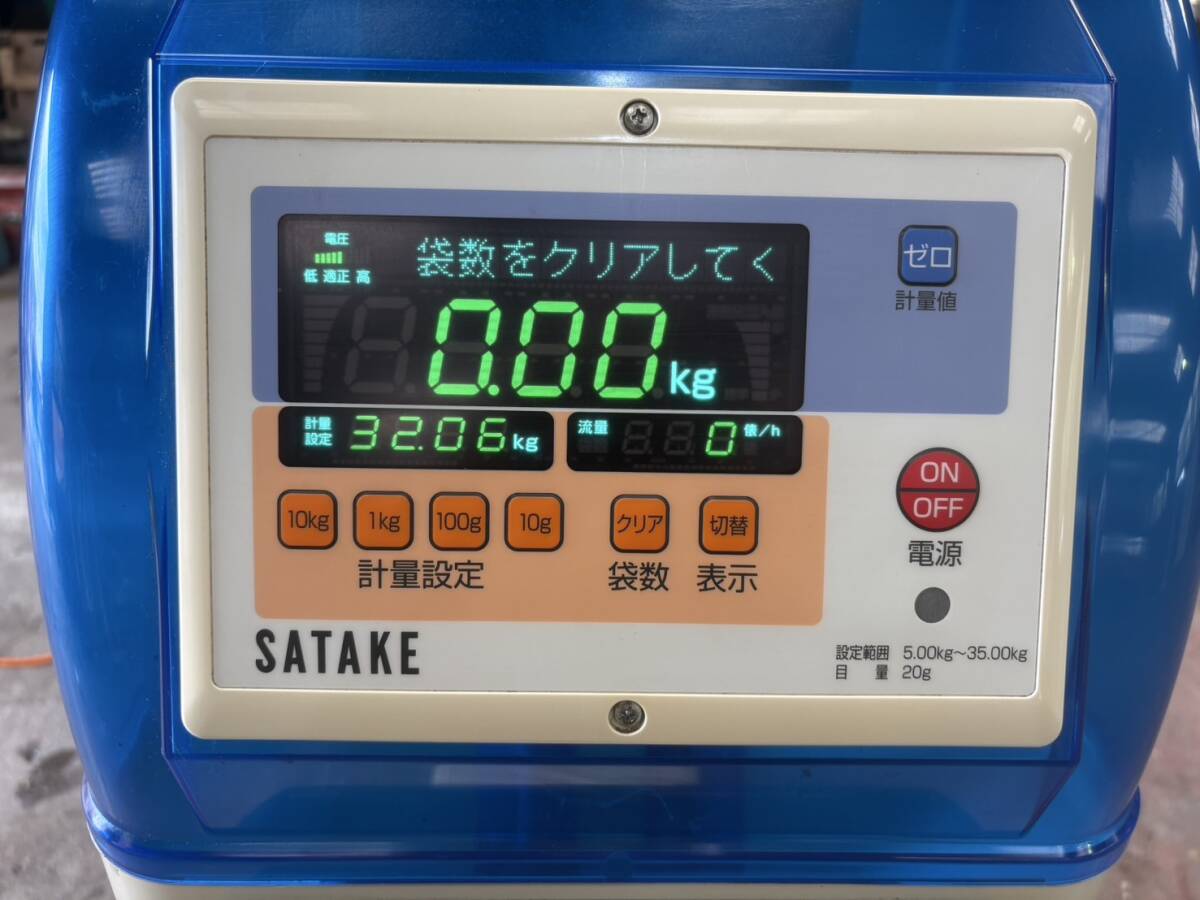 電圧
低 適正 高
袋数をクリアしてく
0.00 kg
ゼロ
計量値
計量設定 32.06 kg
流量 0 俵/h
10kg 1kg 100g 10g クリア 切替
計量設定 袋数 表示
ON
OFF
電源
SATAKE
設定範囲 5.00kg～35.00kg
目 量 20g